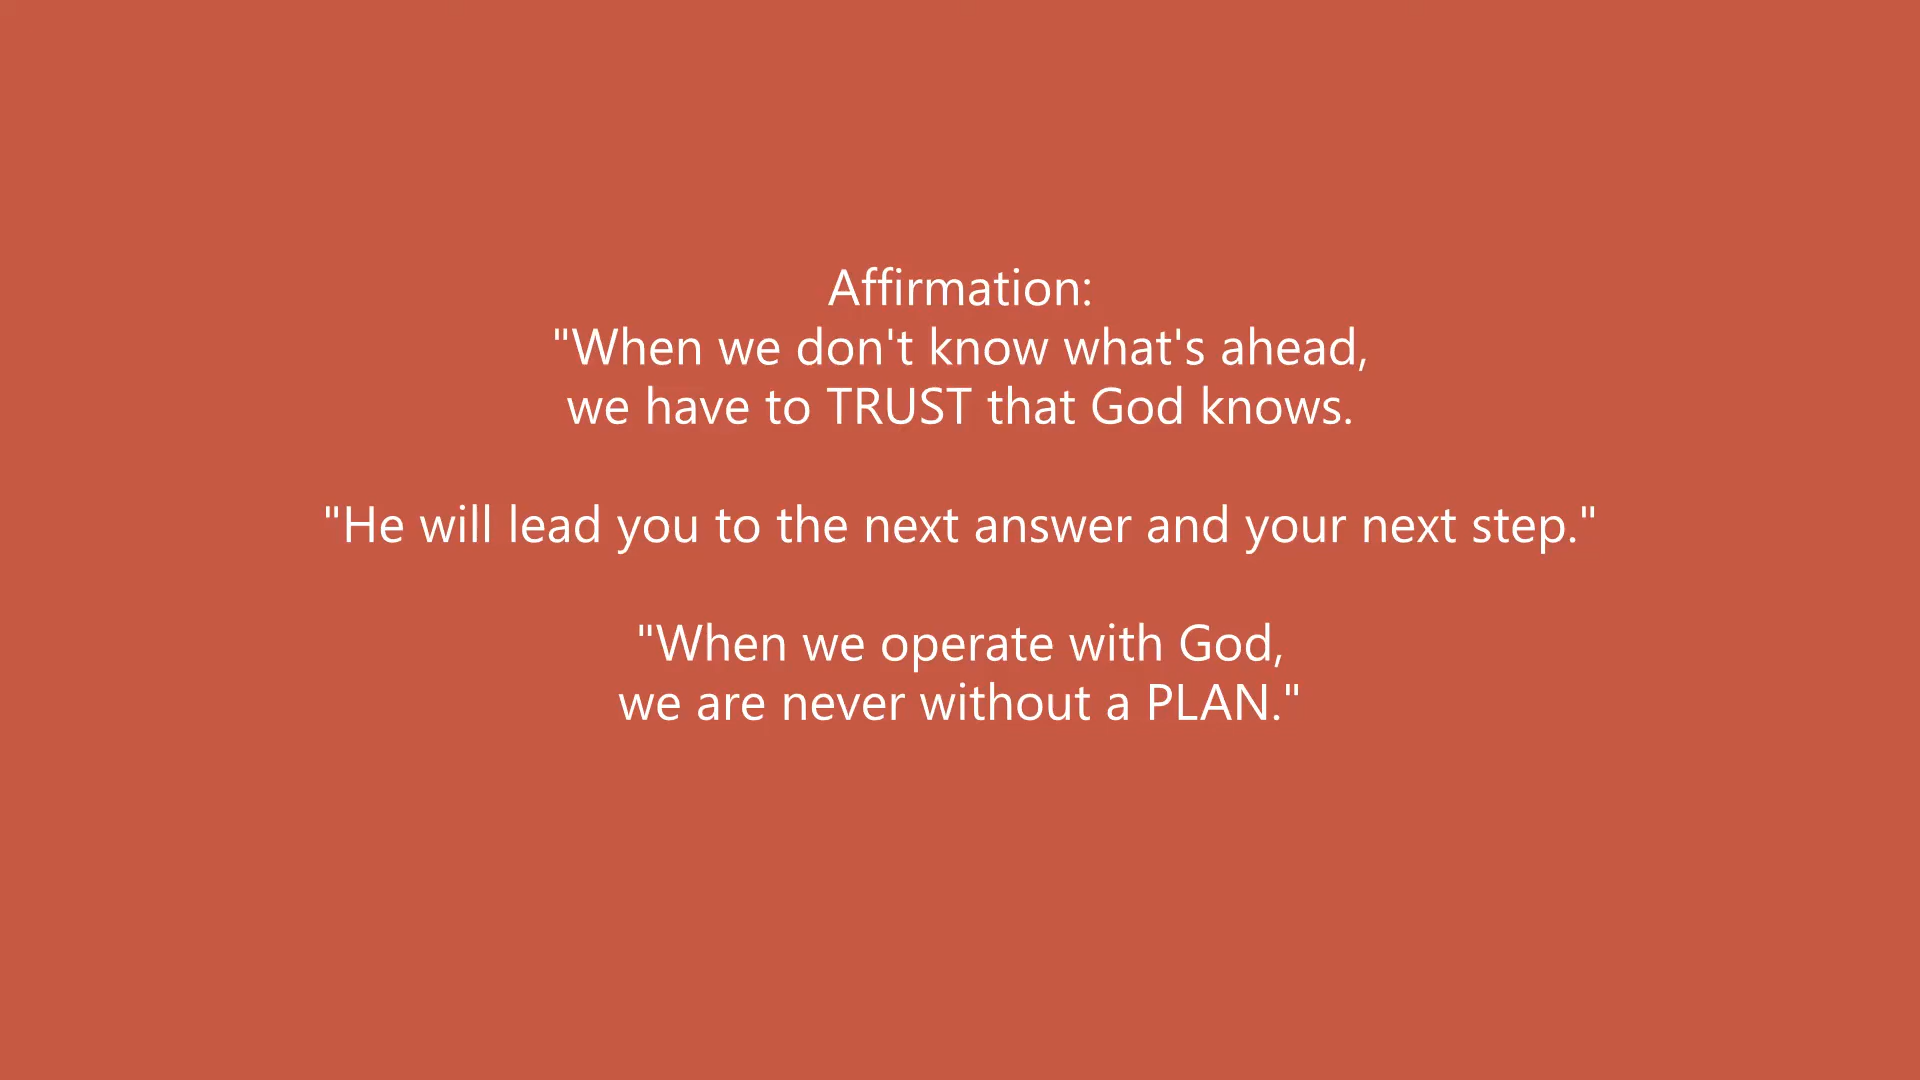 Affirmation:
"When we don't know what's ahead,
we have to TRUST that God knows.
"He will lead you to the next answer and your next step."
"When we operate with God,
we are never without a PLAN."